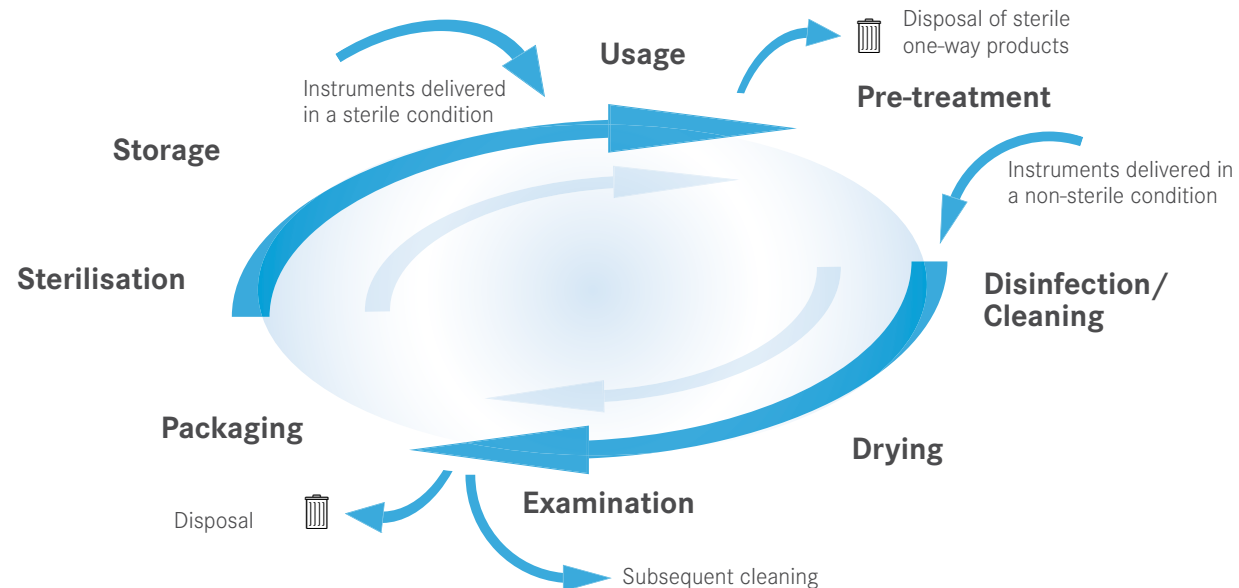 Usage
Disposal of sterile
one-way products
Pre-treatment
Instruments delivered
in a sterile condition
Storage
Instruments delivered in
a non-sterile condition
Sterilisation
Disinfection/
Cleaning
Packaging
Drying
Examination
Disposal
Subsequent cleaning